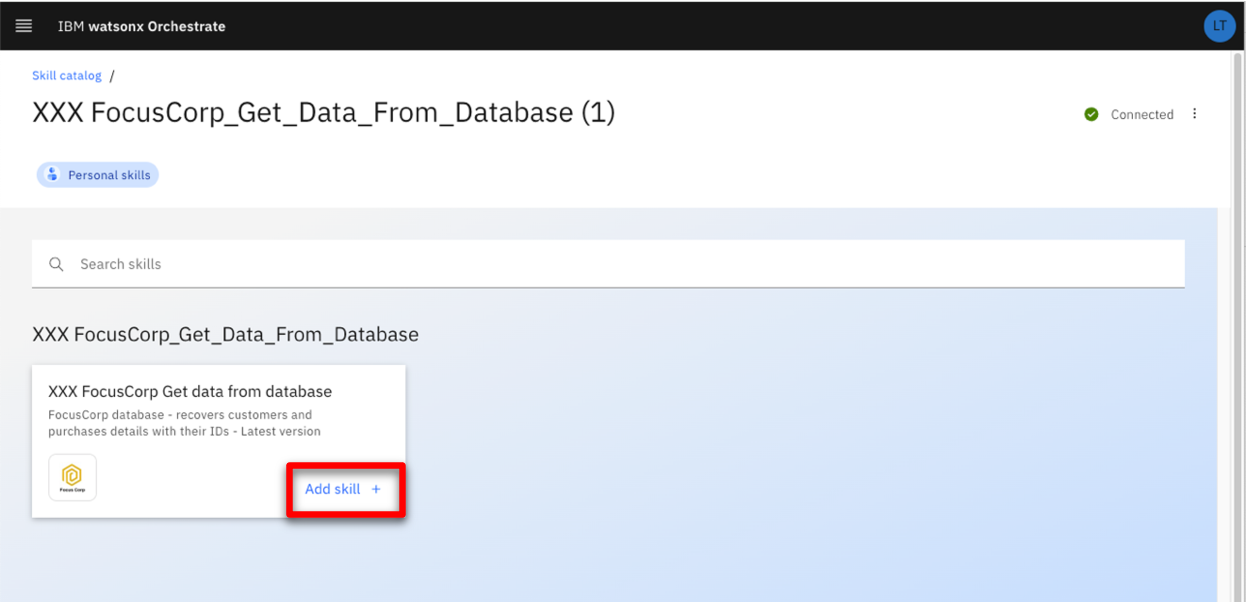 IBM watsonx Orchestrate
LT
Skill catalog /
XXX FocusCorp_Get_Data_From_Database (1)
Connected
Personal skills
Search skills
XXX FocusCorp_Get_Data_From_Database
XXX FocusCorp Get data from database
FocusCorp database - recovers customers and
purchases details with their IDs - Latest version
Focus Corp
Add skill +